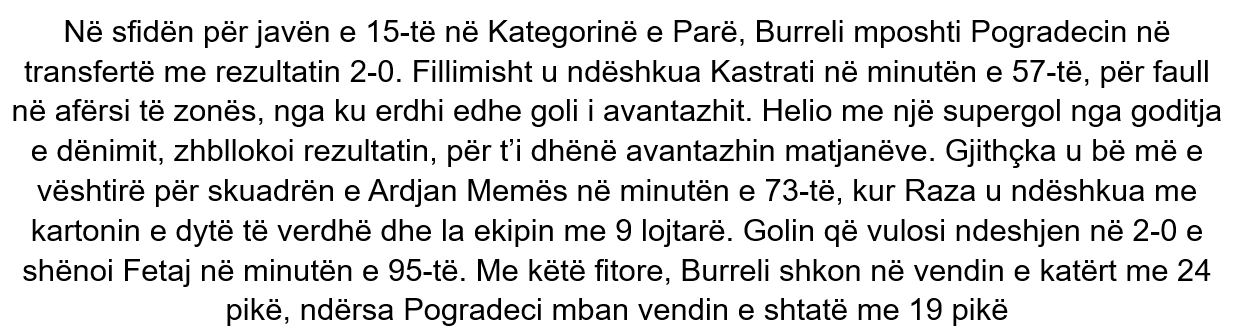 Në sfidën për javën e 15-të në Kategorinë e Parë, Burreli mposhti Pogradecin në
transfertë me rezultatin 2-0. Fillimisht u ndëshkua Kastrati në minutën e 57-të, për faull
në afërsi të zonës, nga ku erdhi edhe goli i avantazhit. Helio me një supergol nga goditja
e dënimit, zhbllokoi rezultatin, për t’i dhënë avantazhin matjanëve. Gjithçka u bë më e
vështirë për skuadrën e Ardjan Memës në minutën e 73-të, kur Raza u ndëshkua me
kartonin e dytë të verdhë dhe la ekipin me 9 lojtarë. Golin që vulosi ndeshjen në 2-0 e
shënoi Fetaj në minutën e 95-të. Me këtë fitore, Burreli shkon në vendin e katërt me 24
pikë, ndërsa Pogradeci mban vendin e shtatë me 19 pikë